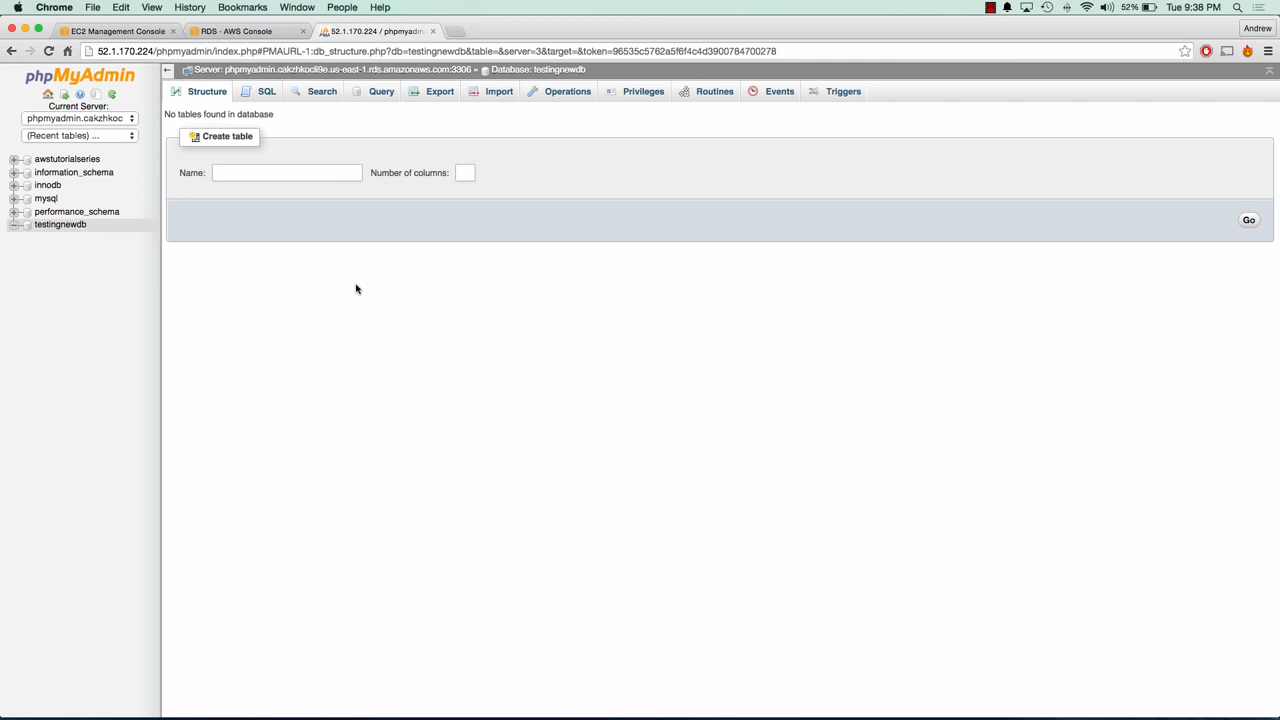 Chrome File Edit View History Bookmarks Window People Help 52% Tue 9:38 PM
EC2 Management Console RDS - AWS Console 52.1.170.224 / phpmyadm Andrew
52.1.170.224/phpmyadmin/index.php#PMAURL-1:db_structure.php?db=testingnewdb&table=&server=3&target=&token=96535c5762a5f6f4c4d3900784700278
phpMyAdmin
Current Server:
phpmyadmin.cakzhkoc
(Recent tables) ...
awstutorialseries
information_schema
innodb
mysql
performance_schema
testingnewdb
Server: phpmyadmin.cakzhkocli9e.us-east-1.rds.amazonaws.com:3306 » Database: testingnewdb
Structure SQL Search Query Export Import Operations Privileges Routines Events Triggers
No tables found in database
Create table
Name: Number of columns:
Go